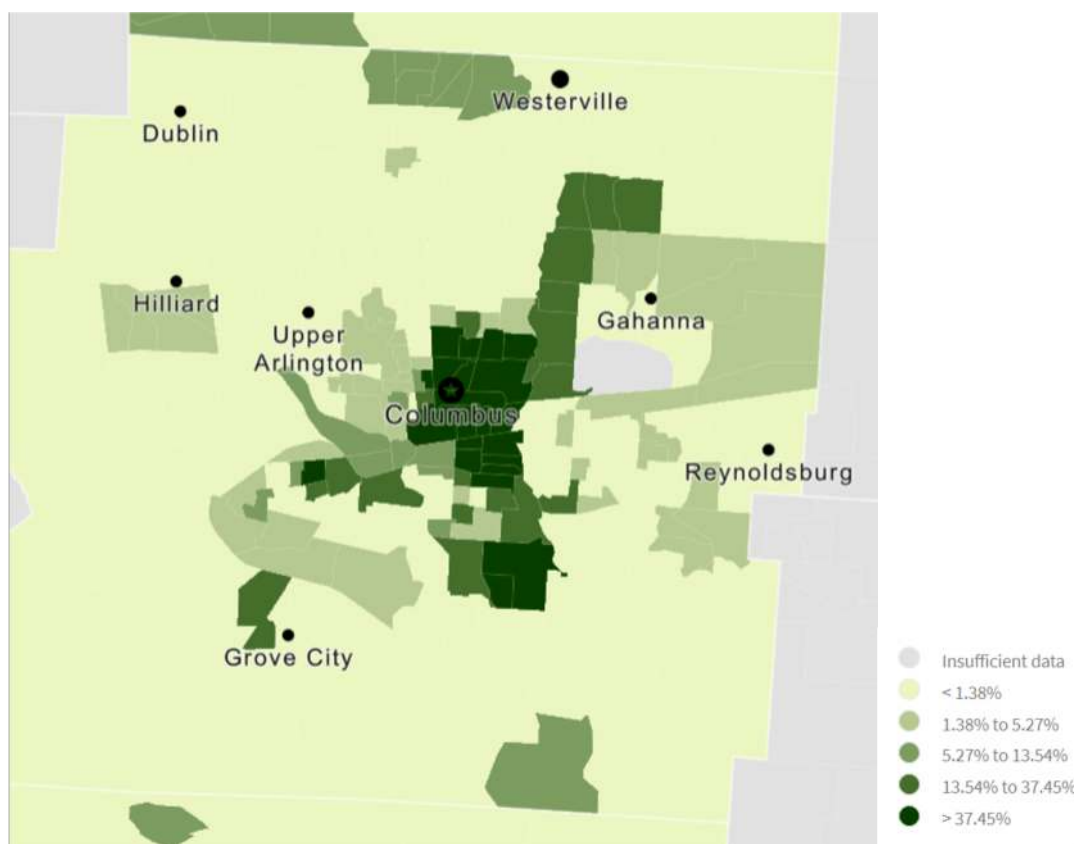 Westerville
Dublin
Hilliard
Upper
Arlington
Gahanna
Columbus
Reynoldsburg
Grove City
Insufficient data
< 1.38%
1.38% to 5.27%
5.27% to 13.54%
13.54% to 37.45%
> 37.45%